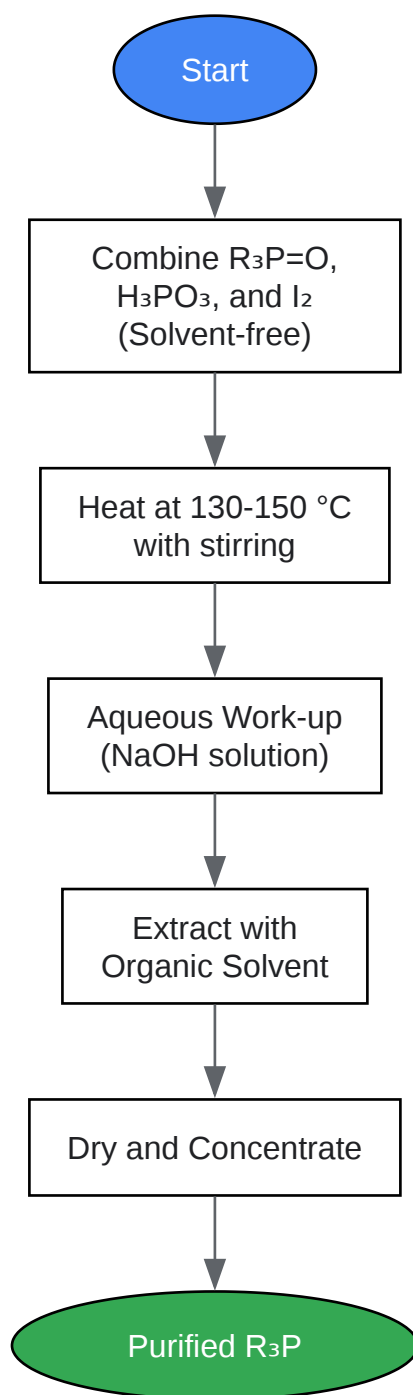 Start
Combine R₃P=O,
H₃PO₃, and I₂
(Solvent-free)
Heat at 130-150 °C
with stirring
Aqueous Work-up
(NaOH solution)
Extract with
Organic Solvent
Dry and Concentrate
Purified R₃P